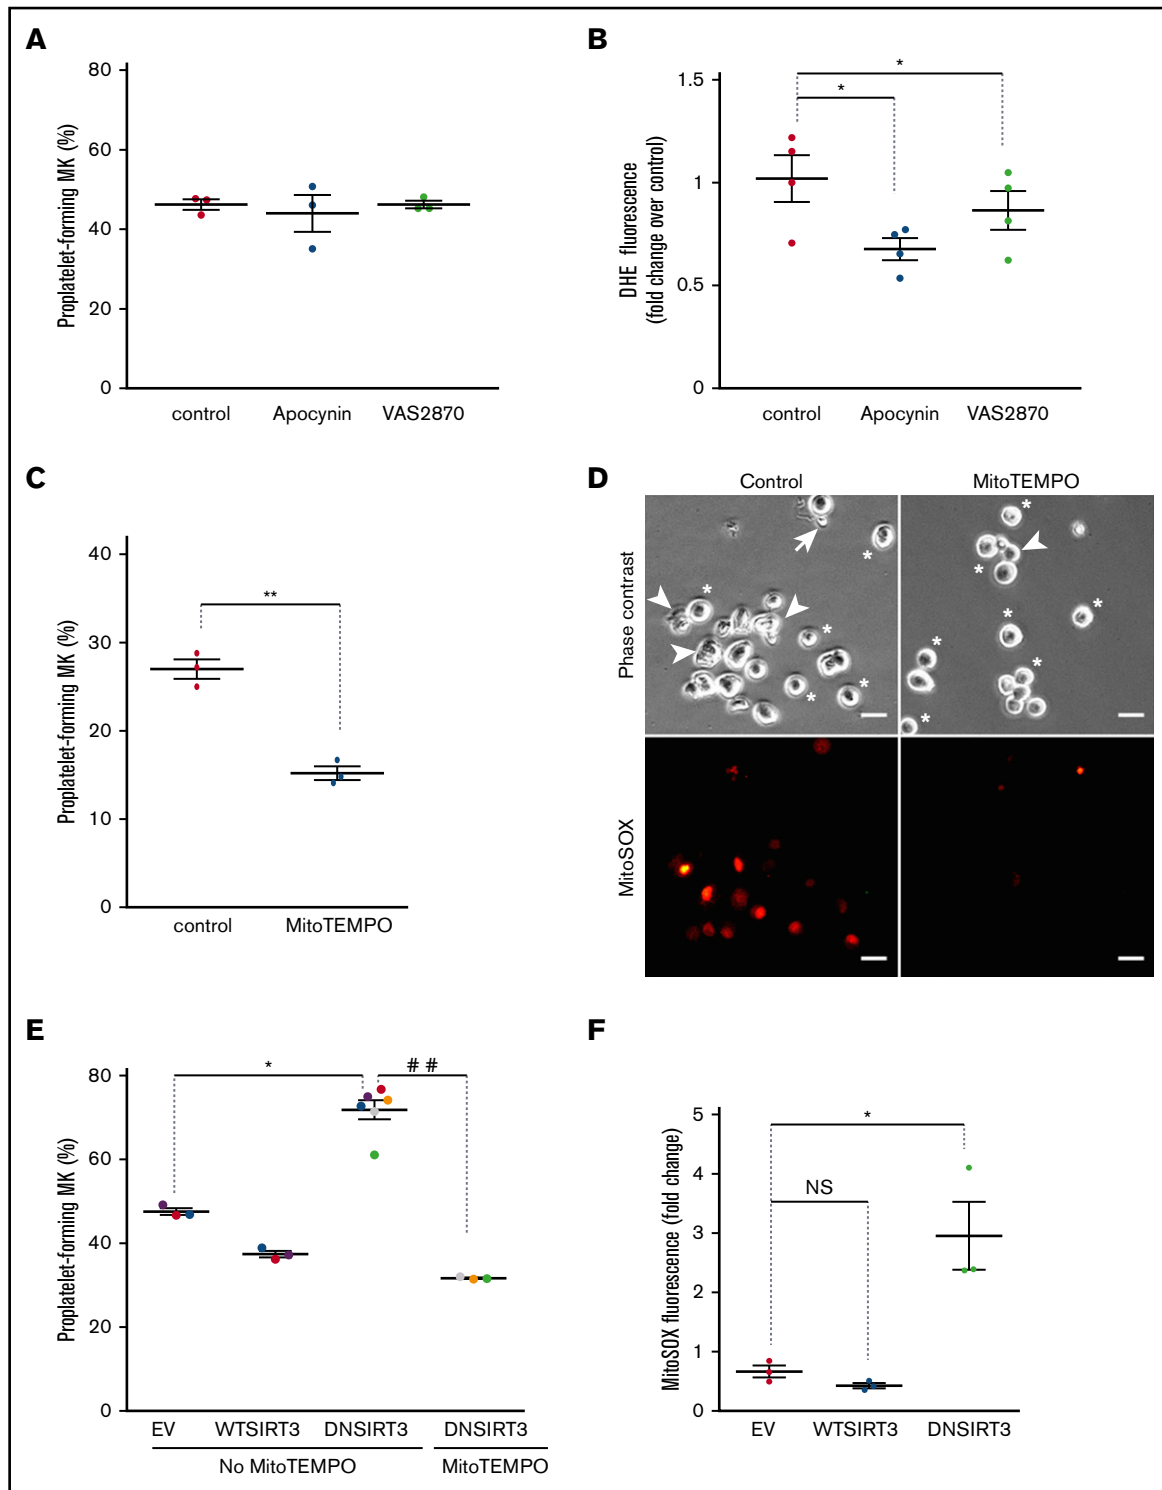 A
Proplatelet-forming MK (%)
80
60
40
20
0
control Apocynin VAS2870
B
DHE fluorescence
(fold change over control)
1.5
1
0.5
0
*
*
control Apocynin VAS2870
C
Proplatelet-forming MK (%)
40
30
20
10
0
**
control MitoTEMPO
D
Control MitoTEMPO
Phase contrast
* * * * * *
* * * * * * *
MitoSOX
E
Proplatelet-forming MK (%)
80
60
40
20
0
* # #
EV WTSIRT3 DNSIRT3 DNSIRT3
No MitoTEMPO MitoTEMPO
F
MitoSOX fluorescence (fold change)
5
4
3
2
1
0
*
NS
EV WTSIRT3 DNSIRT3